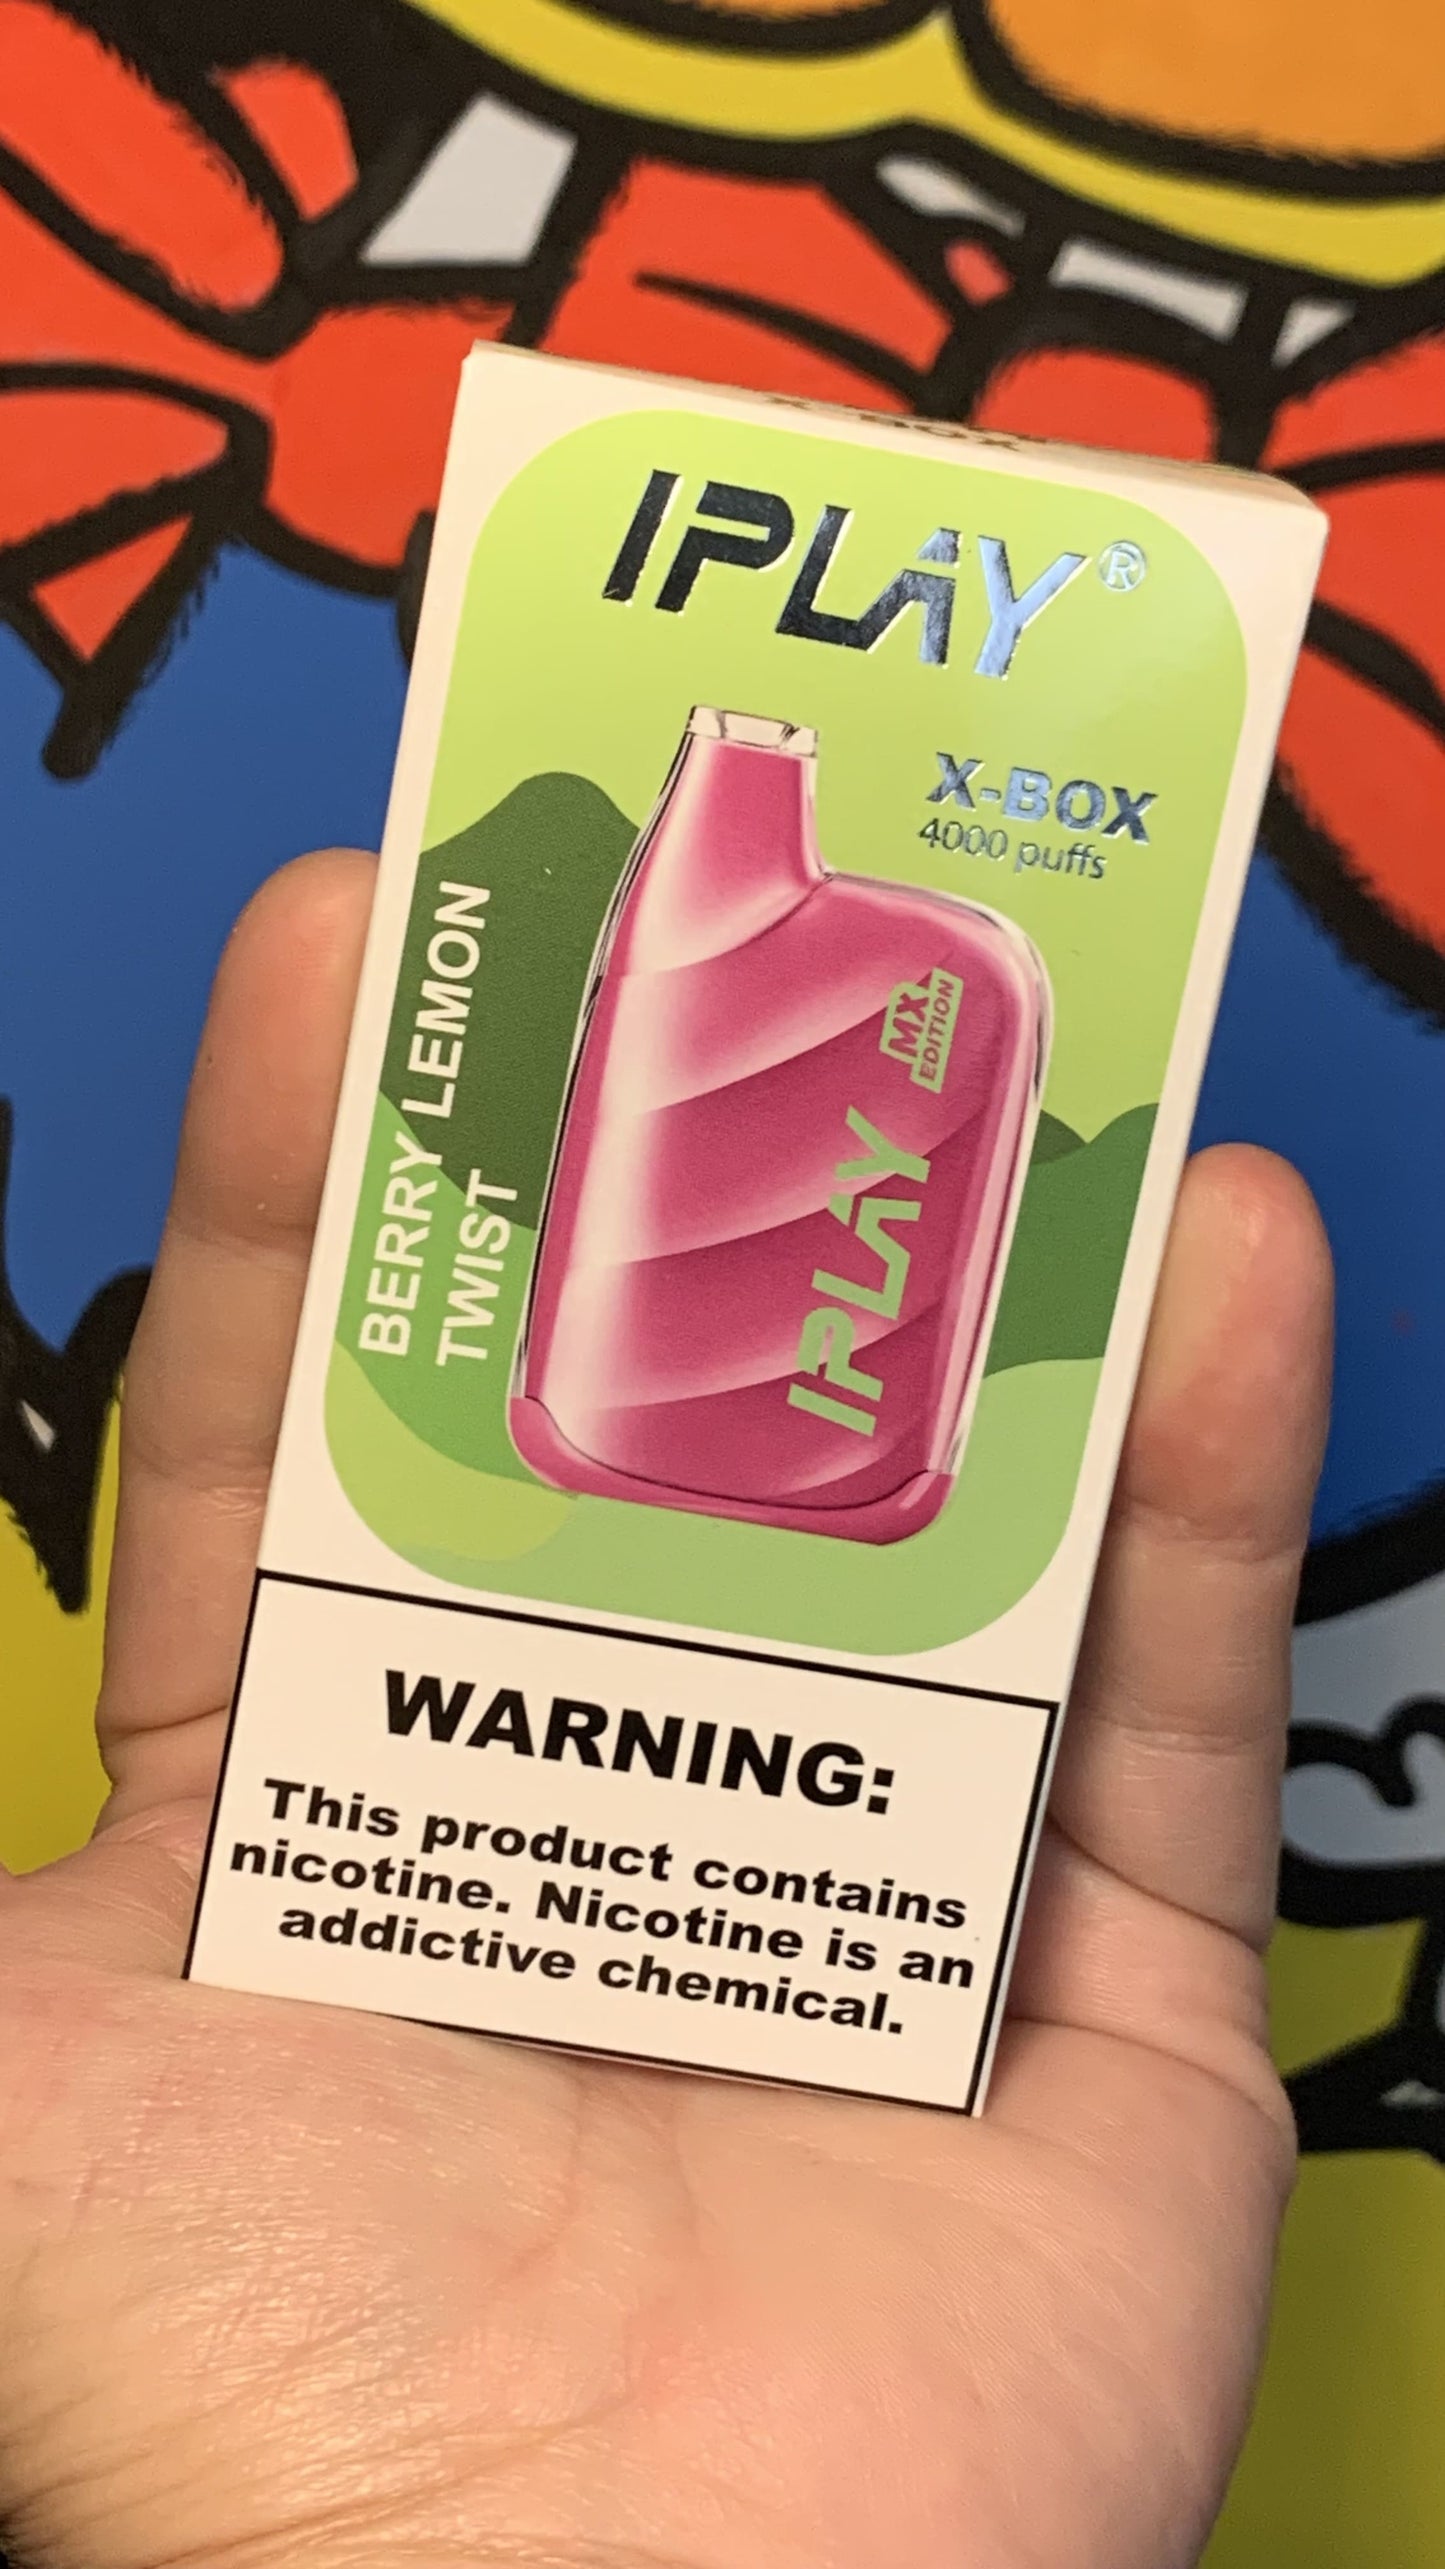 X-BOX
IPLAY®
X-BOX
4000 puffs
BERRY LEMON
TWIST
MX
EDITION
IPLAY
WARNING:
This product contains
nicotine. Nicotine is an
addictive chemical.